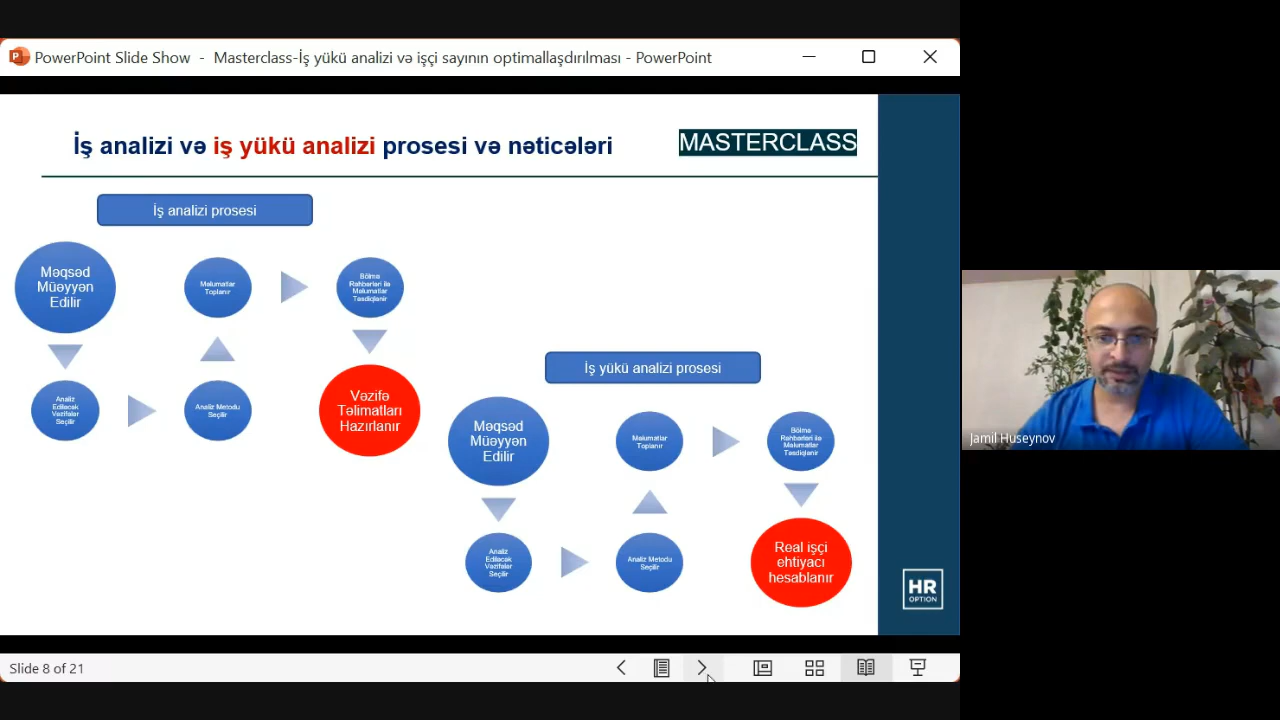 PowerPoint Slide Show - Masterclass-İş yükü analizi və işçi sayının optimallaşdırılması - PowerPoint
İş analizi və iş yükü analizi prosesi və nəticələri
MASTERCLASS
İş analizi prosesi
Məqsəd
Müəyyən
Edilir
Analiz
Ediləcək
Vəzifələr
Seçilir
Analiz Metodu
Seçilir
Məlumatlar
Toplanır
Bölmə
Rəhbərləri ilə
Məlumatlar
Təsdiqlənir
Vəzifə
Təlimatları
Hazırlanır
İş yükü analizi prosesi
Məqsəd
Müəyyən
Edilir
Analiz
Ediləcək
Vəzifələr
Seçilir
Analiz Metodu
Seçilir
Məlumatlar
Toplanır
Bölmə
Rəhbərləri ilə
Məlumatlar
Təsdiqlənir
Real işçi
ehtiyacı
hesablanır
HR
OPTION
Jamil Huseynov
Slide 8 of 21